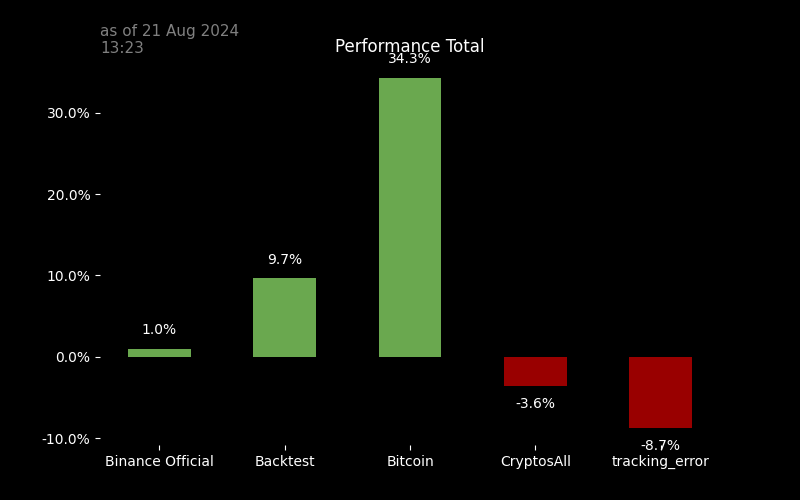 as of 21 Aug 2024
13:23
Performance Total
34.3%
30.0%
20.0%
9.7%
10.0%
1.0%
0.0%
-3.6%
-10.0%
-8.7%
Binance Official
Backtest
Bitcoin
CryptosAll
tracking_error